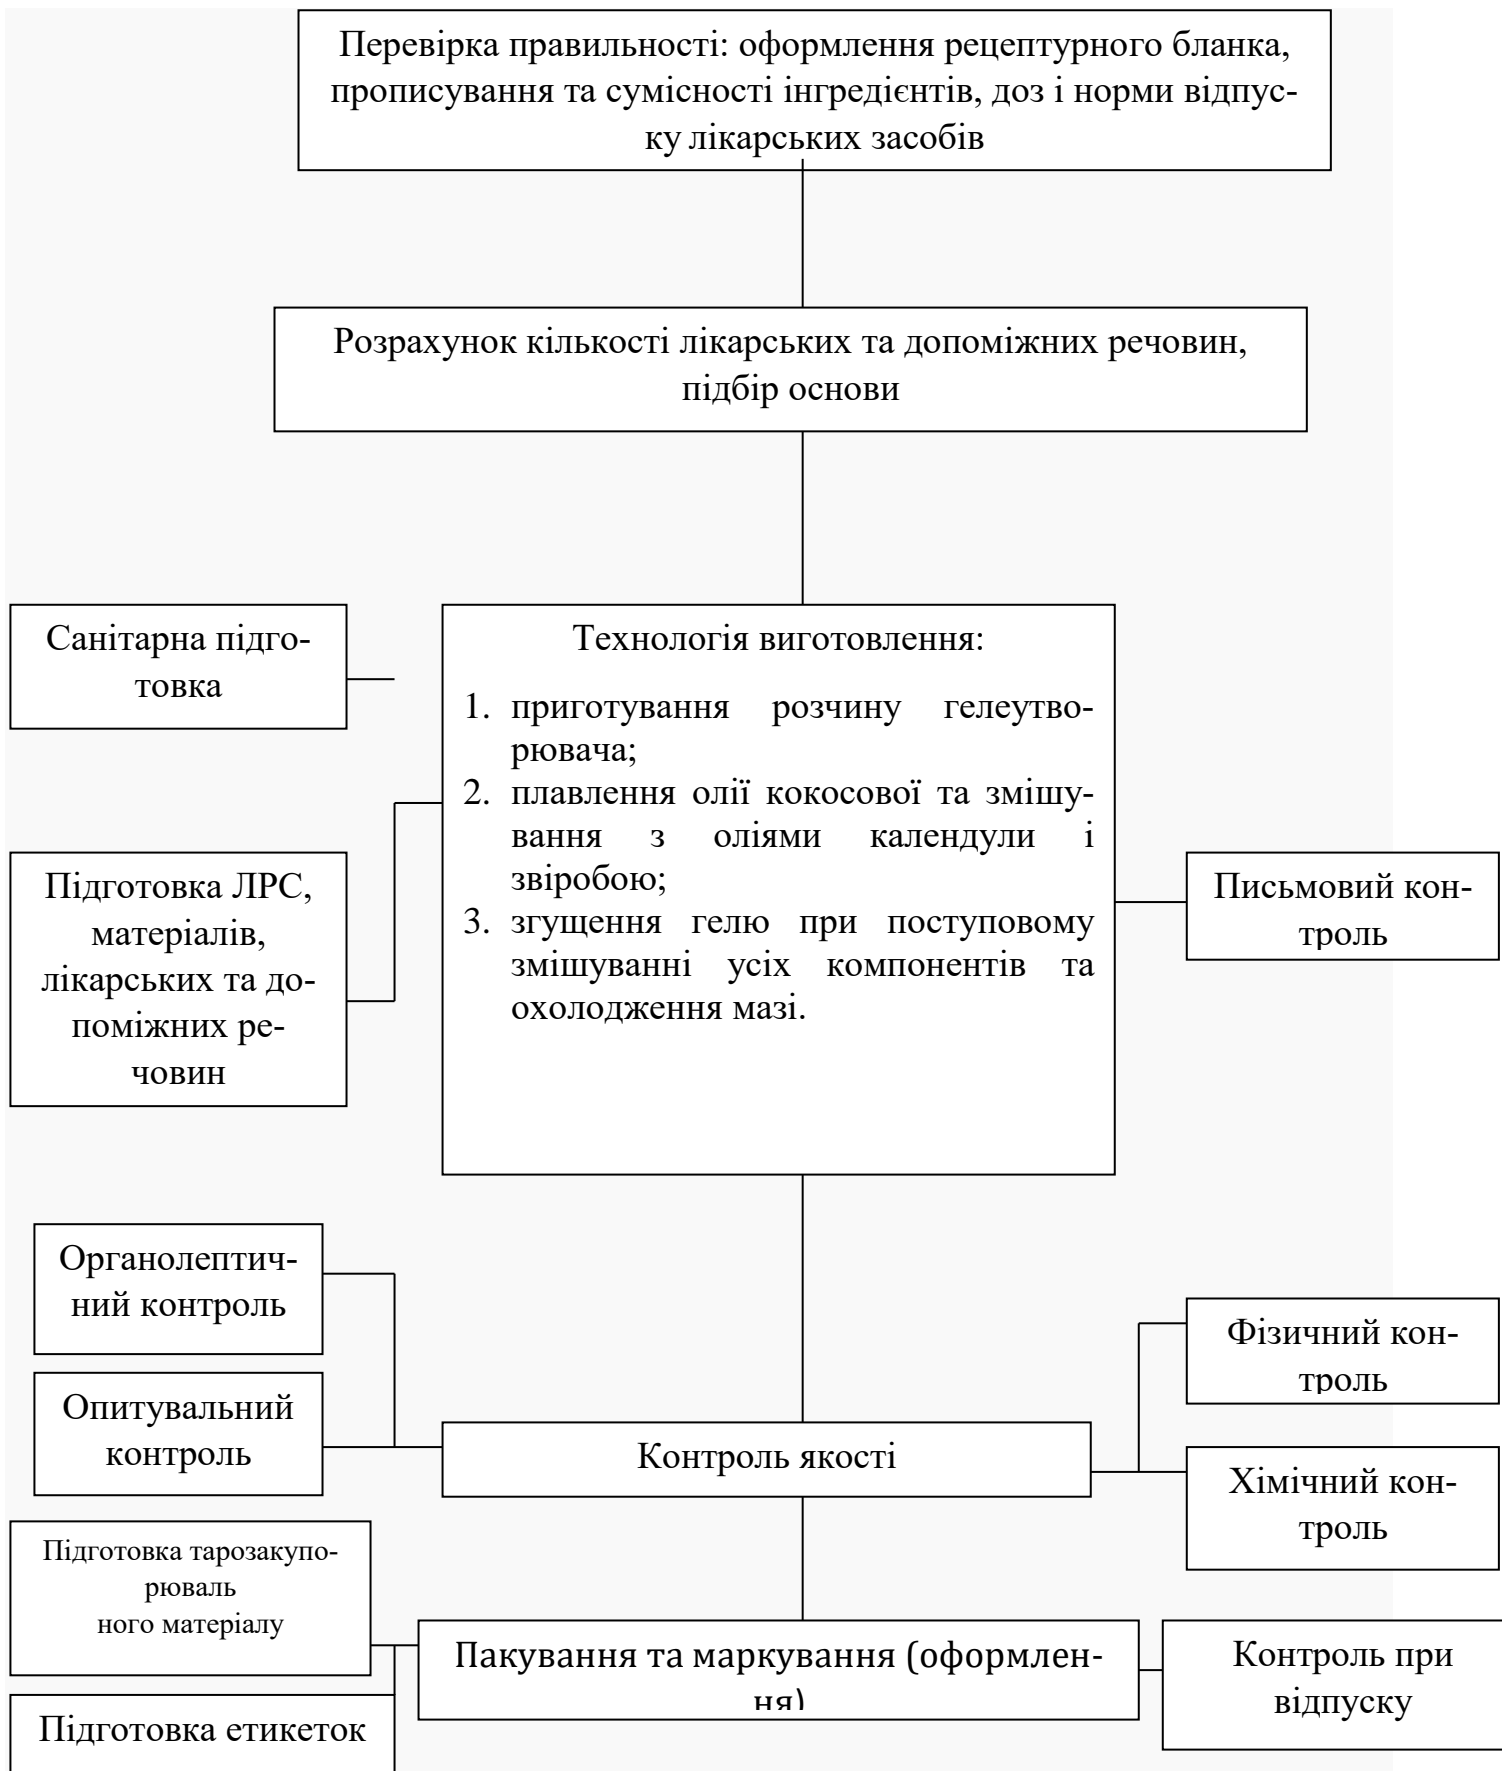 Перевірка правильності: оформлення рецептурного бланка,
прописування та сумісності інгредієнтів, доз і норми відпус-
ку лікарських засобів
Розрахунок кількості лікарських та допоміжних речовин,
підбір основи
Санітарна підго-
товка
Технологія виготовлення:
1. приготування розчину гелеутво-
рювача;
2. плавлення олії кокосової та змішу-
вання з оліями календули і
звіробою;
3. згущення гелю при поступовому
змішуванні усіх компонентів та
охолодження мазі.
Підготовка ЛРС,
матеріалів,
лікарських та до-
поміжних ре-
човин
Письмовий кон-
троль
Органолептич-
ний контроль
Опитувальний
контроль
Контроль якості
Фізичний кон-
троль
Хімічний кон-
троль
Підготовка тарозакупо-
рюваль
ного матеріалу
Підготовка етикеток
Пакування та маркування (оформлен-
ня)
Контроль при
відпуску